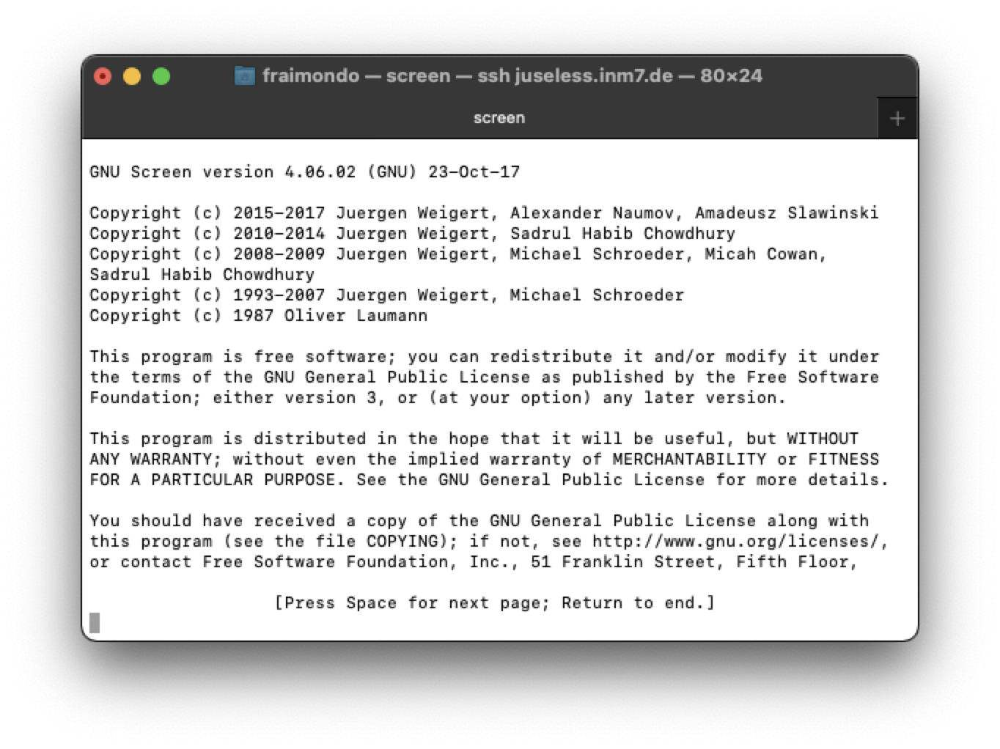 fraimondo — screen — ssh juseless.inm7.de — 80×24
screen
+
GNU Screen version 4.06.02 (GNU) 23-Oct-17
Copyright (c) 2015-2017 Juergen Weigert, Alexander Naumov, Amadeusz Slawinski
Copyright (c) 2010-2014 Juergen Weigert, Sadrul Habib Chowdhury
Copyright (c) 2008-2009 Juergen Weigert, Michael Schroeder, Micah Cowan,
Sadrul Habib Chowdhury
Copyright (c) 1993-2007 Juergen Weigert, Michael Schroeder
Copyright (c) 1987 Oliver Laumann
This program is free software; you can redistribute it and/or modify it under
the terms of the GNU General Public License as published by the Free Software
Foundation; either version 3, or (at your option) any later version.
This program is distributed in the hope that it will be useful, but WITHOUT
ANY WARRANTY; without even the implied warranty of MERCHANTABILITY or FITNESS
FOR A PARTICULAR PURPOSE. See the GNU General Public License for more details.
You should have received a copy of the GNU General Public License along with
this program (see the file COPYING); if not, see http://www.gnu.org/licenses/,
or contact Free Software Foundation, Inc., 51 Franklin Street, Fifth Floor,
[Press Space for next page; Return to end.]